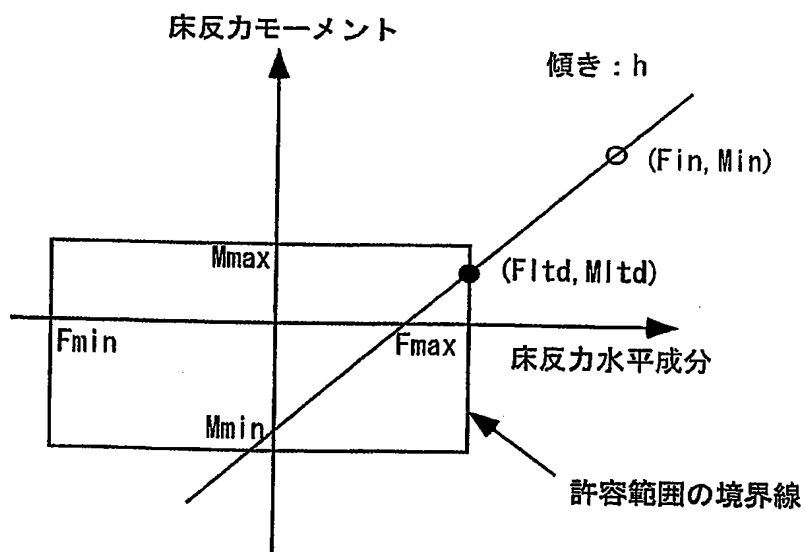 床反力モーメント
傾き：h
(Fin, Min)
Mmax
(Fltd, Mltd)
Fmin
Fmax
床反力水平成分
Mmin
許容範囲の境界線